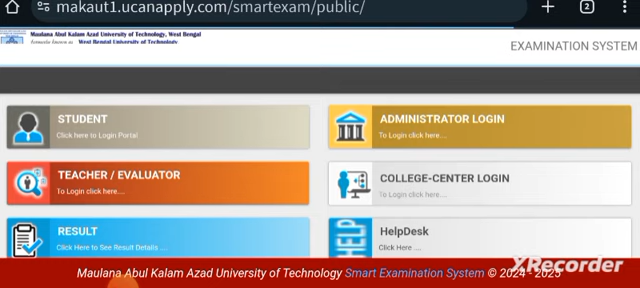 makaut1.ucanapply.com/smartexam/public/
2
Maulana Abul Kalam Azad University of Technology, West Bengal
formerly known as West Bengal University of Technology
EXAMINATION SYSTEM
STUDENT
Click here to Login Portal
ADMINISTRATOR LOGIN
To Login click here....
TEACHER / EVALUATOR
To Login click here....
COLLEGE-CENTER LOGIN
To Login click here....
RESULT
Click Here to See Result Details ....
HELP
HelpDesk
Click Here ....
Maulana Abul Kalam Azad University of Technology Smart Examination System © 2024 - 2025
XRecorder